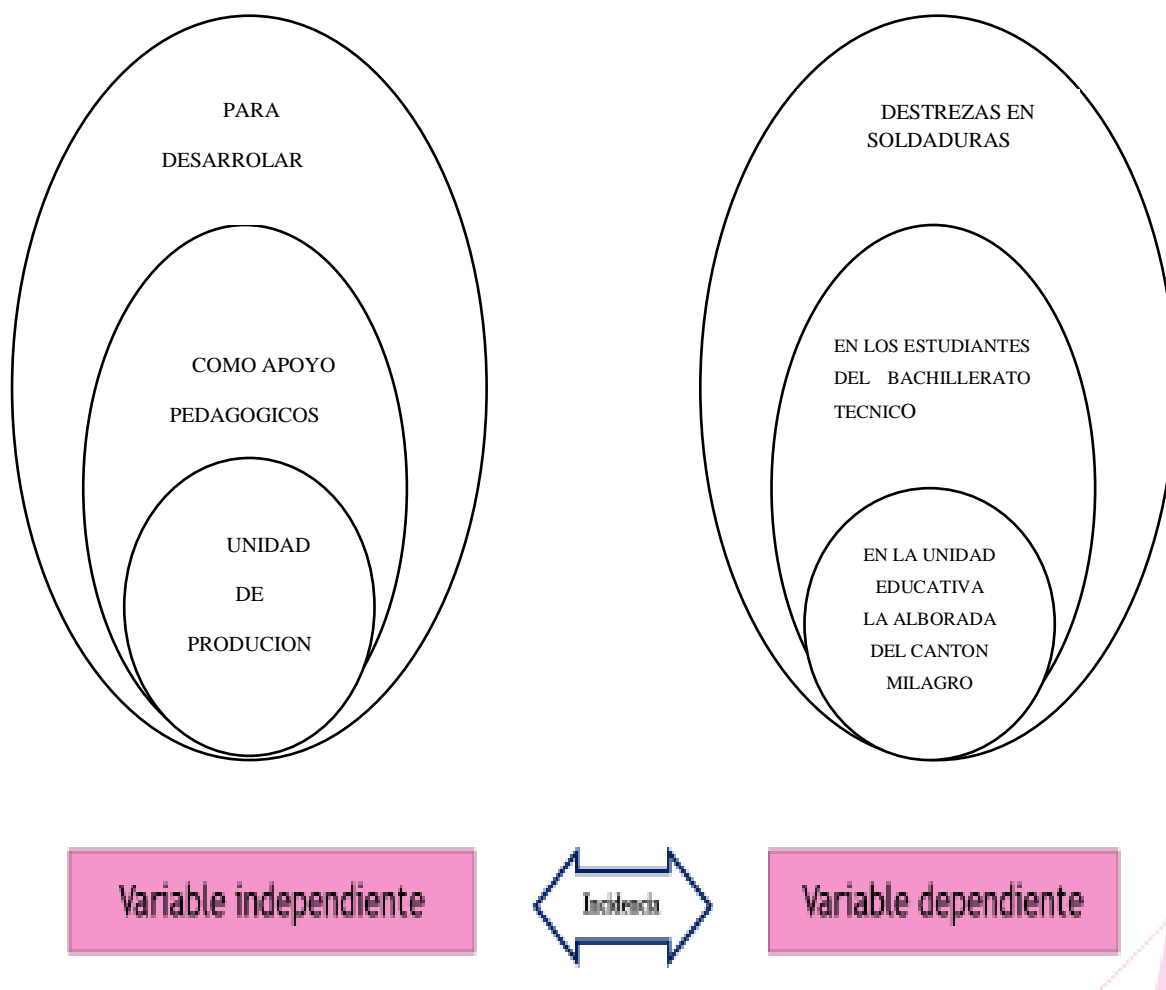 PARA
DESARROLAR
COMO APOYO
PEDAGOGICOS
UNIDAD
DE
PRODUCION
DESTREZAS EN
SOLDADURAS
EN LOS ESTUDIANTES
DEL BACHILLERATO
TECNICO
EN LA UNIDAD
EDUCATIVA
LA ALBORADA
DEL CANTON
MILAGRO
Variable independiente
Incidencia
Variable dependiente